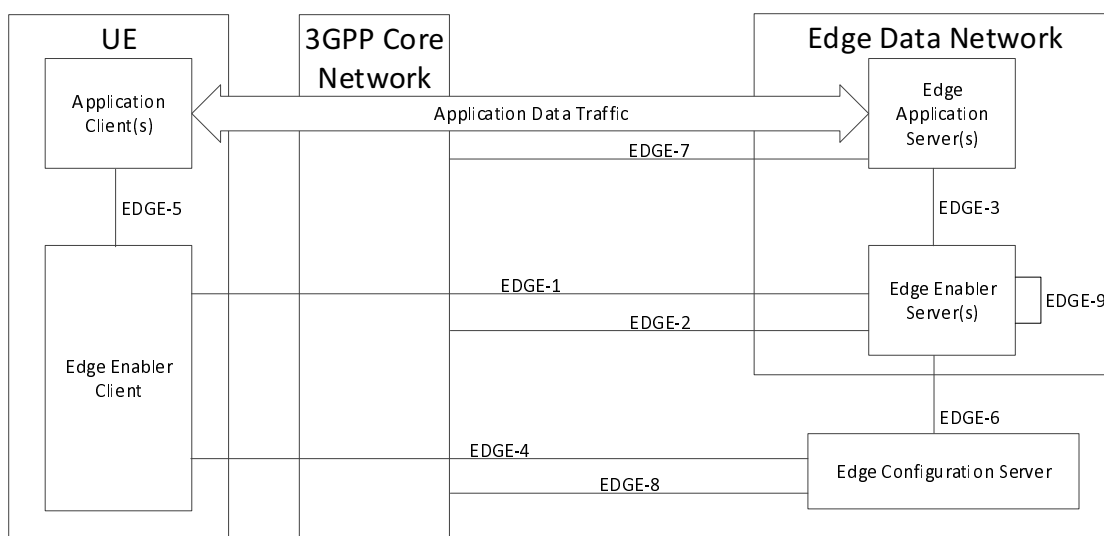 UE
3GPP Core
Network
Edge Data Network
Application
Client(s)
Application Data Traffic
Edge
Application
Server(s)
EDGE-7
EDGE-5
EDGE-3
EDGE-1
Edge Enabler
Server(s)
EDGE-9
EDGE-2
Edge Enabler
Client
EDGE-6
EDGE-4
Edge Configuration Server
EDGE-8